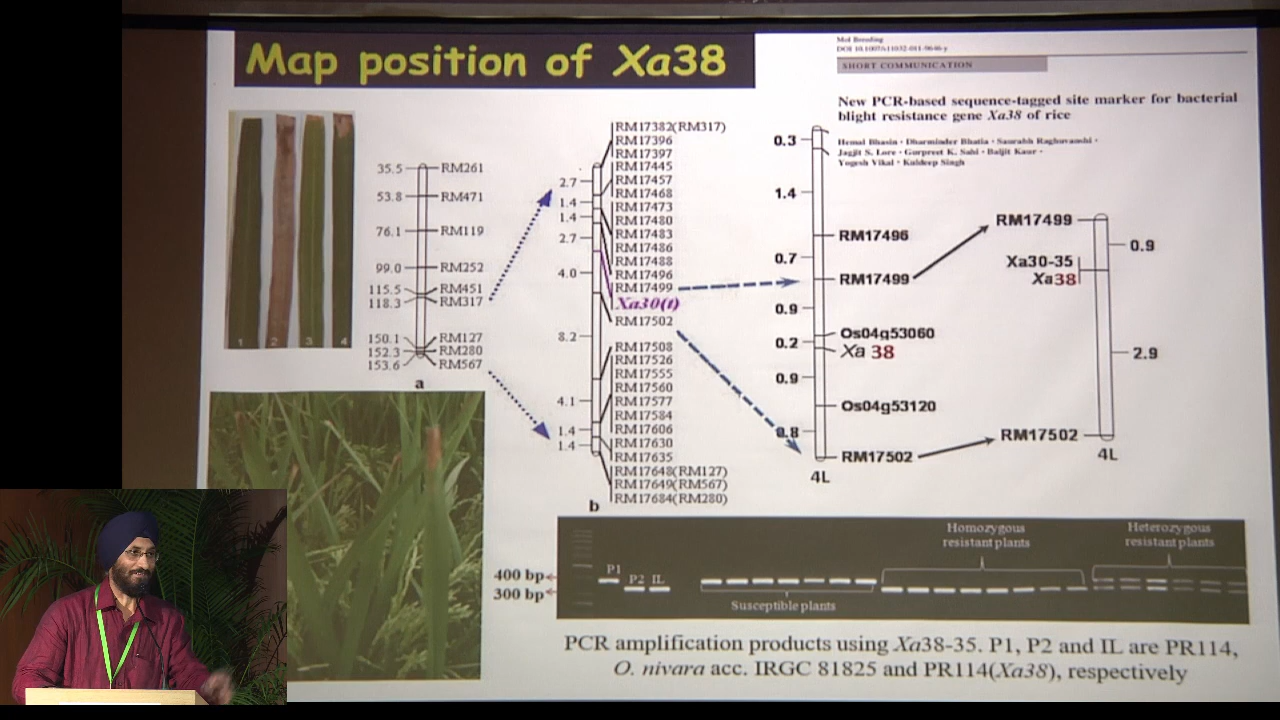 Map position of Xa38
Mol Breeding
DOI 10.1007/s11032-011-9646-y
SHORT COMMUNICATION
New PCR-based sequence-tagged site marker for bacterial
blight resistance gene Xa38 of rice
Hemal Bhasin · Dharminder Bhatia · Saurabh Raghuvanshi ·
Jagjit S. Lore · Gurpreet K. Sahi · Baljit Kaur ·
Yogesh Vikal · Kuldeep Singh
1 2 3 4
35.5 RM261
53.8 RM471
76.1 RM119
99.0 RM252
115.5 RM451
118.3 RM317
150.1 RM127
152.3 RM280
153.6 RM567
a
RM17382(RM317)
RM17396
RM17397
RM17445
2.7 RM17457
RM17468
1.4 RM17473
1.4 RM17480
RM17483
2.7 RM17486
RM17488
4.0 RM17496
RM17499
Xa30(t)
RM17502
8.2
RM17508
RM17526
RM17555
RM17560
4.1 RM17577
RM17584
1.4 RM17606
1.4 RM17630
RM17635
RM17648(RM127)
RM17649(RM567)
RM17684(RM280)
b
0.3
1.4
RM17496
0.7
RM17499
0.9
Os04g53060
0.2
Xa 38
0.9
Os04g53120
0.8
RM17502
4L
RM17499
0.9
Xa30-35
Xa38
2.9
RM17502
4L
400 bp
300 bp
P1
P2 IL
Susceptible plants
Homozygous
resistant plants
Heterozygous
resistant plants
PCR amplification products using Xa38-35. P1, P2 and IL are PR114,
O. nivara acc. IRGC 81825 and PR114(Xa38), respectively